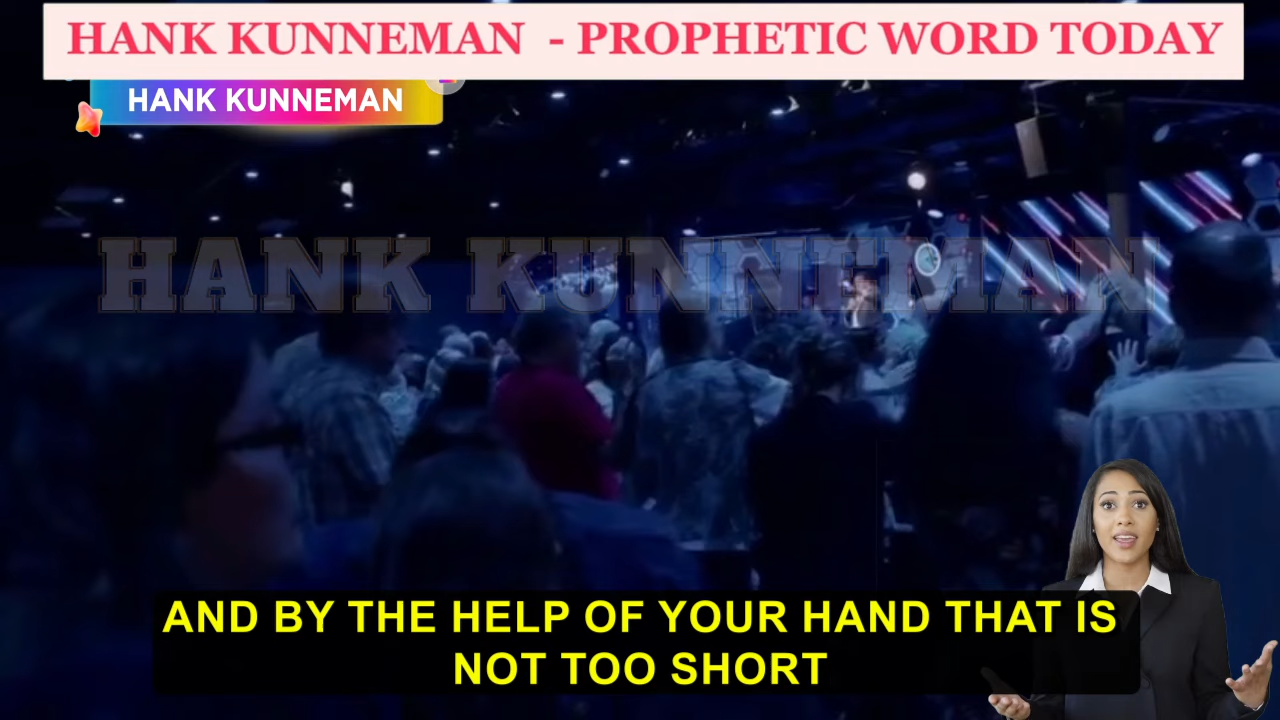 HANK KUNNEMAN - PROPHETIC WORD TODAY
HANK KUNNEMAN
HANK KUNNEMAN
AND BY THE HELP OF YOUR HAND THAT IS
NOT TOO SHORT